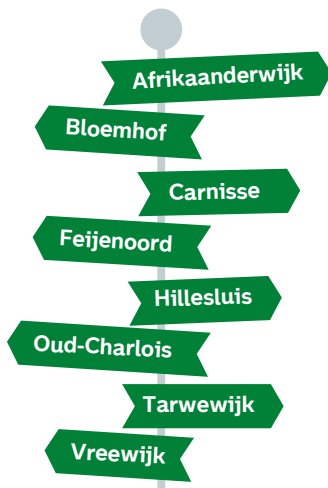 Afrikaanderwijk
Bloemhof
Carnisse
Feijenoord
Hillesluis
Oud-Charlois
Tarwewijk
Vreewijk